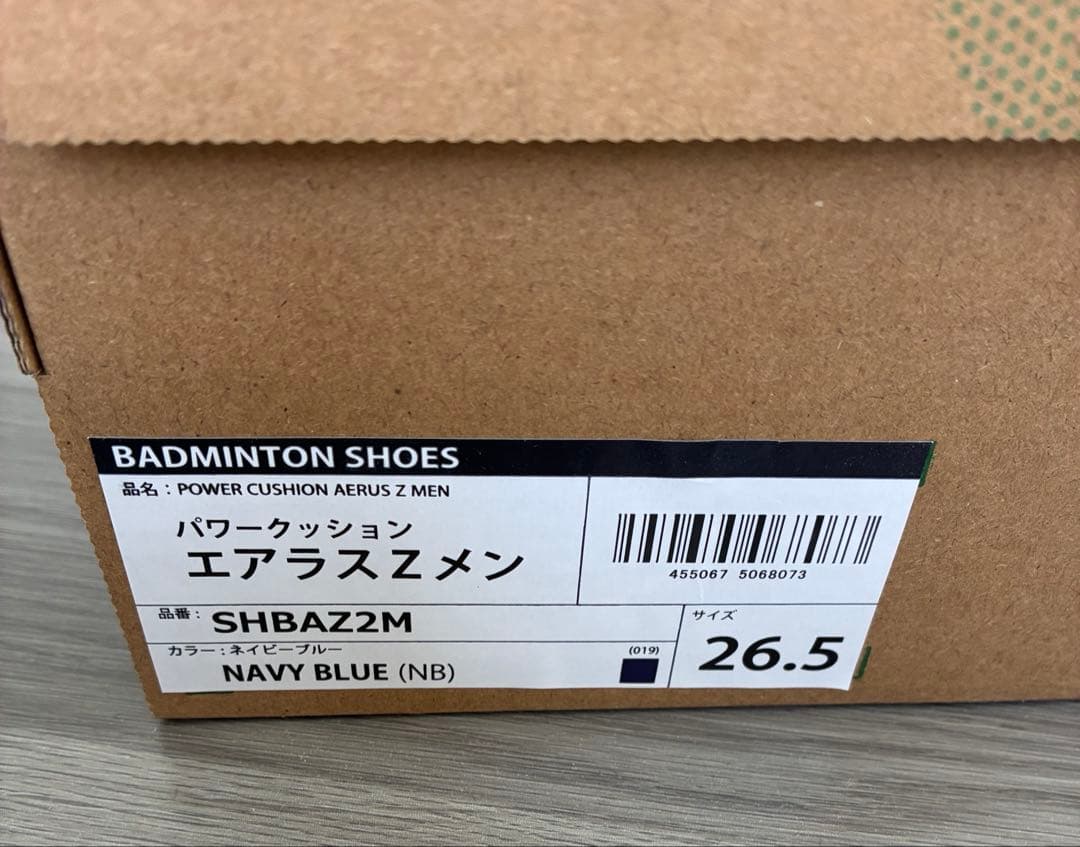 BADMINTON SHOES
品名：POWER CUSHION AERUS Z MEN
パワークッション
エアラスZメン
455067 5068073
品番：SHBAZ2M
カラー：ネイビーブルー
(019)
NAVY BLUE (NB)
サイズ
26.5